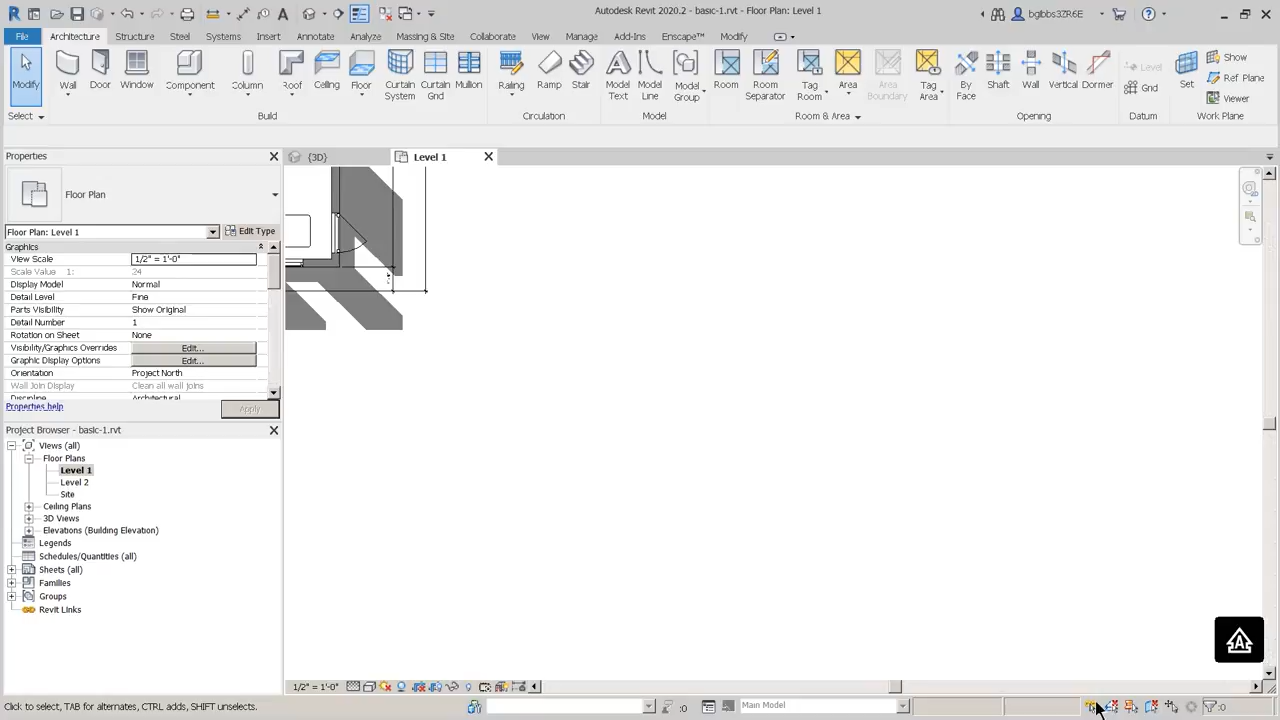 Autodesk Revit 2020.2 - basic-1.rvt - Floor Plan: Level 1
bgibbs3ZR6E
File Architecture Structure Steel Systems Insert Annotate Analyze Massing & Site Collaborate View Manage Add-Ins Enscape™ Modify
Modify
Wall
Door
Window
Component
Column
Roof
Ceiling
Floor
Curtain System
Curtain Grid
Mullion
Railing
Ramp
Stair
Model Text
Model Line
Model Group
Room
Room Separator
Tag Room
Area
Area Boundary
Tag Area
By Face
Shaft
Wall
Vertical
Dormer
Level
Grid
Set
Show
Ref Plane
Viewer
Select
Build
Circulation
Model
Room & Area
Opening
Datum
Work Plane
Properties
{3D}
Level 1
Floor Plan
Floor Plan: Level 1
Edit Type
Graphics
View Scale 1/2" = 1'-0"
Scale Value 1: 24
Display Model Normal
Detail Level Fine
Parts Visibility Show Original
Detail Number 1
Rotation on Sheet None
Visibility/Graphics Overrides Edit...
Graphic Display Options Edit...
Orientation Project North
Wall Join Display Clean all wall joins
Discipline Architectural
Properties help
Apply
Project Browser - basic-1.rvt
Views (all)
Floor Plans
Level 1
Level 2
Site
Ceiling Plans
3D Views
Elevations (Building Elevation)
Legends
Schedules/Quantities (all)
Sheets (all)
Families
Groups
Revit Links
1/2" = 1'-0"
Click to select, TAB for alternates, CTRL adds, SHIFT unselects.
:0
Main Model
:0